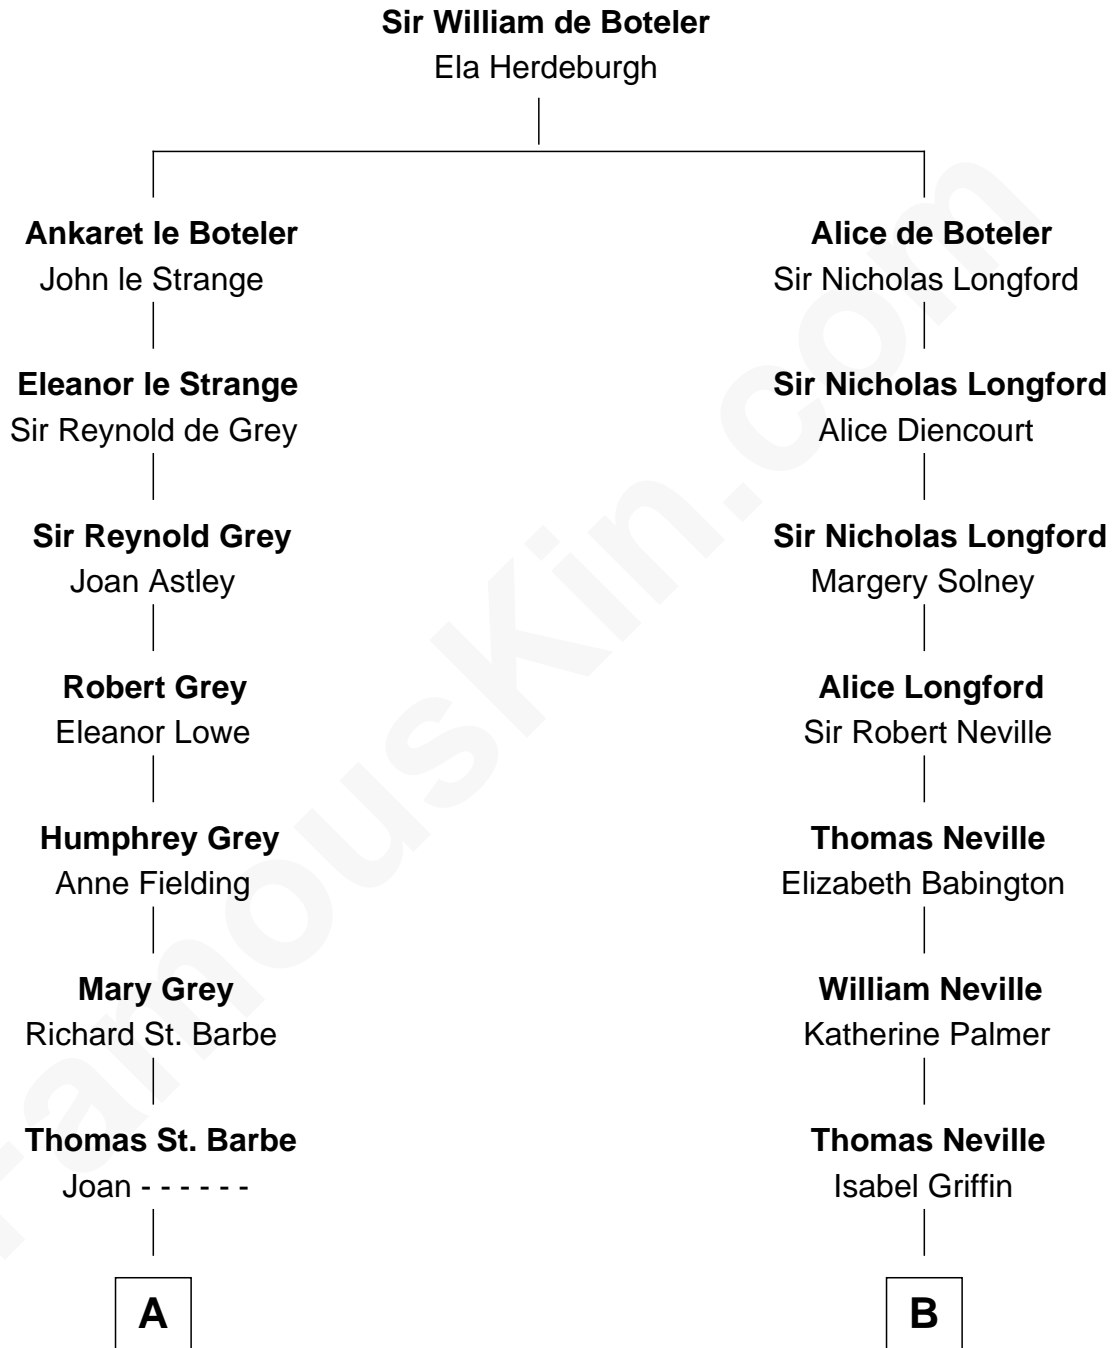 Sir William de Boteler
Ela Herdeburgh
Ankaret le Boteler
John le Strange
Alice de Boteler
Sir Nicholas Longford
Eleanor le Strange
Sir Reynold de Grey
Sir Nicholas Longford
Alice Diencourt
Sir Reynold Grey
Joan Astley
Sir Nicholas Longford
Margery Solney
Robert Grey
Eleanor Lowe
Alice Longford
Sir Robert Neville
Humphrey Grey
Anne Fielding
Thomas Neville
Elizabeth Babington
Mary Grey
Richard St. Barbe
William Neville
Katherine Palmer
Thomas St. Barbe
Joan - - - - - -
Thomas Neville
Isabel Griffin
A
B
FamousKin.com